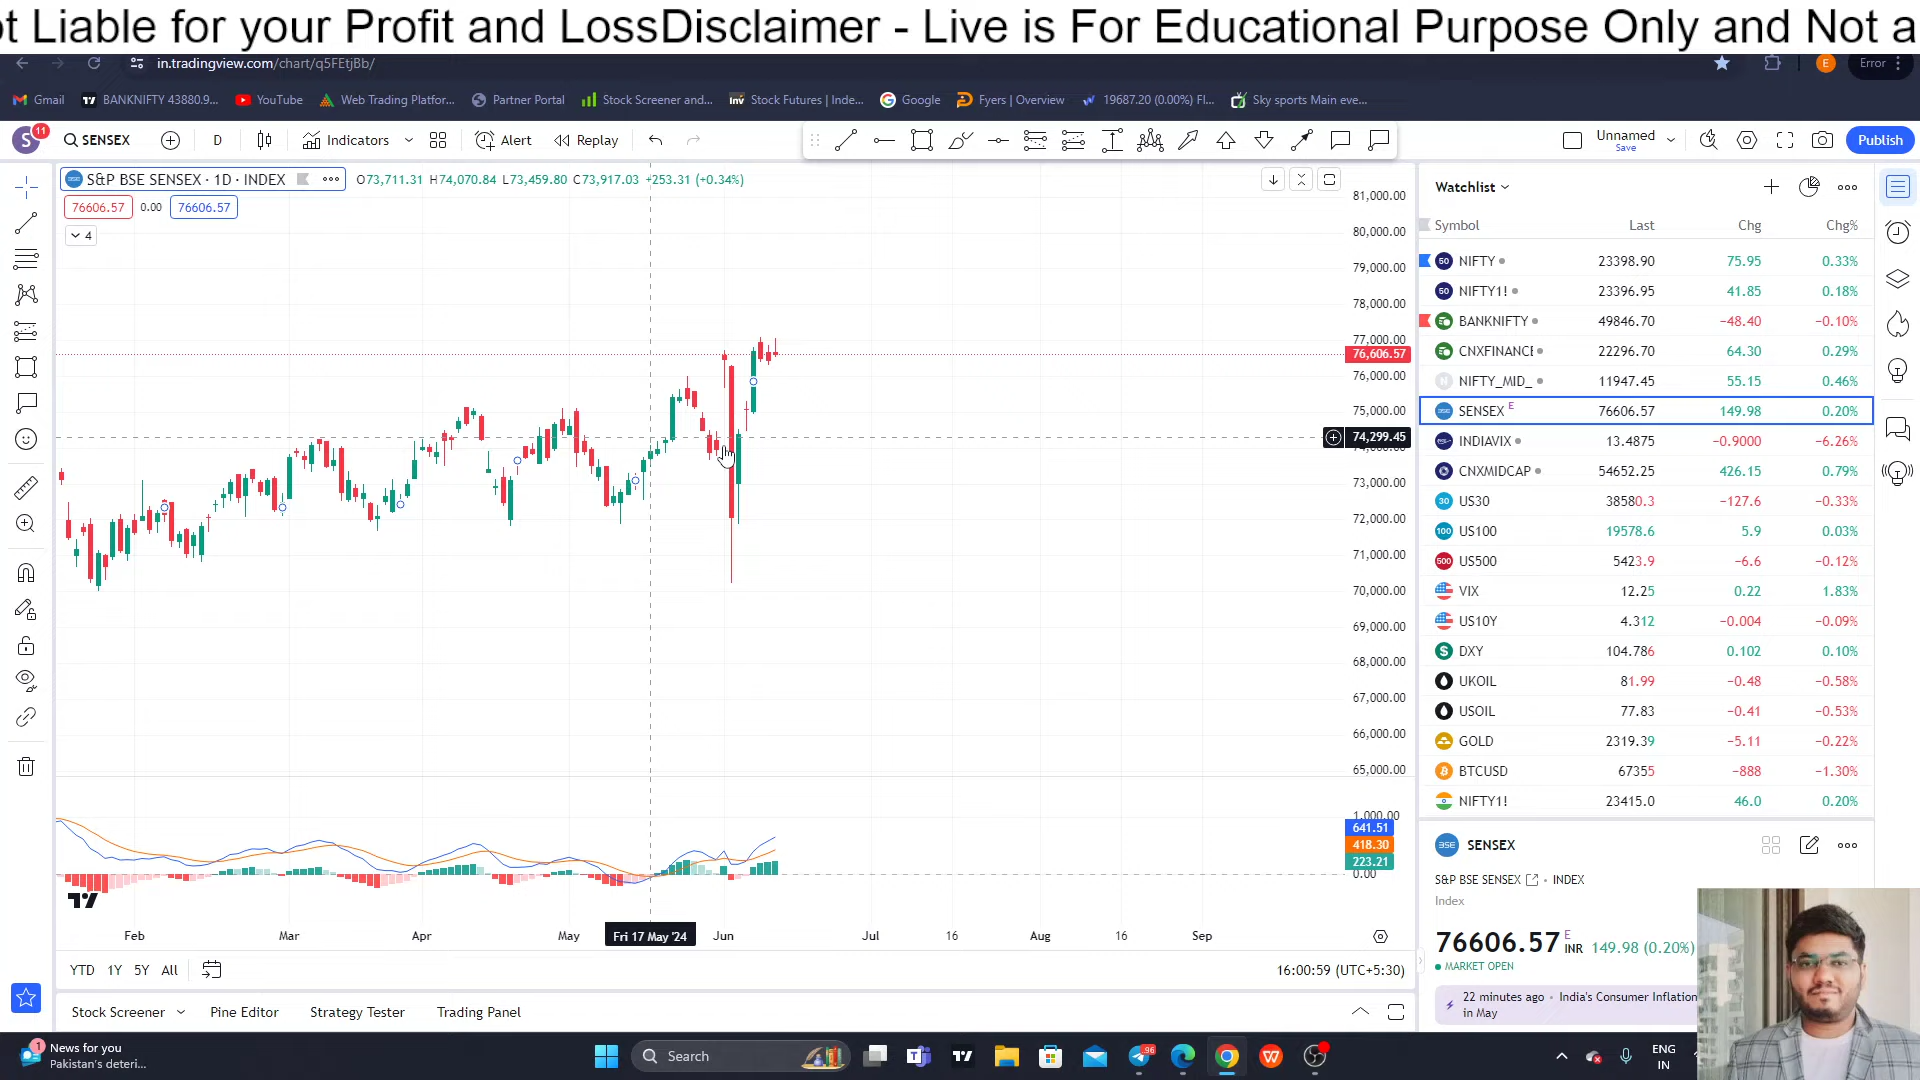 ot Liable for your Profit and LossDisclaimer - Live is For Educational Purpose Only and Not a
in.tradingview.com/chart/q5FEtjBb/
E
Error
Gmail
BANKNIFTY 43880.9...
YouTube
Web Trading Platfor...
Partner Portal
Stock Screener and...
Stock Futures | Inde...
Google
Fyers | Overview
19687.20 (0.00%) Fl...
Sky sports Main eve...
S
11
SENSEX
D
Indicators
Alert
Replay
Unnamed
Save
Publish
S&P BSE SENSEX · 1D · INDEX
O73,711.31 H74,070.84 L73,459.80 C73,917.03 +253.31 (+0.34%)
76606.57 0.00 76606.57
4
81,000.00
80,000.00
79,000.00
78,000.00
77,000.00
76,606.57
76,000.00
75,000.00
74,299.45
74,000.00
73,000.00
72,000.00
71,000.00
70,000.00
69,000.00
68,000.00
67,000.00
66,000.00
65,000.00
1,000.00
641.51
418.30
223.21
0.00
Feb Mar Apr May Fri 17 May '24 Jun Jul 16 Aug 16 Sep
YTD 1Y 5Y All
16:00:59 (UTC+5:30)
Stock Screener Pine Editor Strategy Tester Trading Panel
Watchlist
Symbol Last Chg Chg%
NIFTY 23398.90 75.95 0.33%
NIFTY1! 23396.95 41.85 0.18%
BANKNIFTY 49846.70 −48.40 −0.10%
CNXFINANCE 22296.70 64.30 0.29%
NIFTY_MID_ 11947.45 55.15 0.46%
SENSEX E 76606.57 149.98 0.20%
INDIAVIX 13.4875 −0.9000 −6.26%
CNXMIDCAP 54652.25 426.15 0.79%
US30 38580.3 −127.6 −0.33%
US100 19578.6 5.9 0.03%
US500 5423.9 −6.6 −0.12%
VIX 12.25 0.22 1.83%
US10Y 4.312 −0.004 −0.09%
DXY 104.786 0.102 0.10%
UKOIL 81.99 −0.48 −0.58%
USOIL 77.83 −0.41 −0.53%
GOLD 2319.39 −5.11 −0.22%
BTCUSD 67355 −888 −1.30%
NIFTY1! 23415.0 46.0 0.20%
SENSEX
S&P BSE SENSEX · INDEX
Index
76606.57 E INR 149.98 (0.20%)
MARKET OPEN
22 minutes ago · India's Consumer Inflation
in May
News for you
Pakistan's deteri...
Search
96
ENG
IN